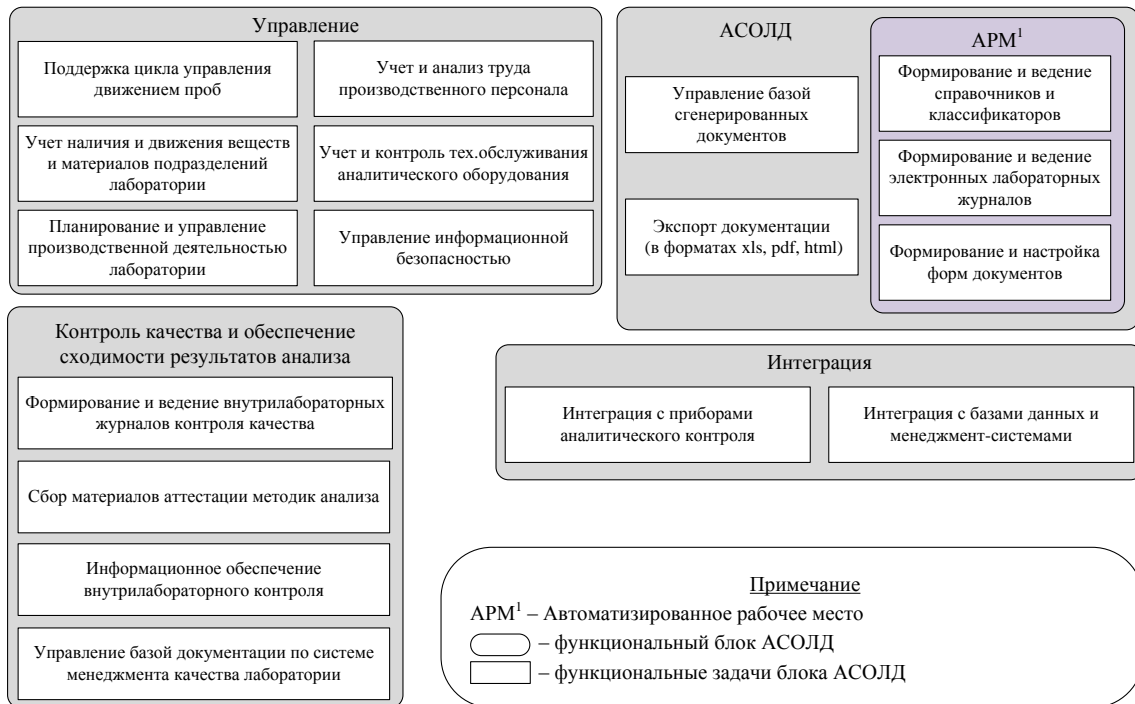 Управление
Поддержка цикла управления
движением проб
Учет и анализ труда
производственного персонала
Учет наличия и движения веществ
и материалов подразделений
лаборатории
Учет и контроль тех.обслуживания
аналитического оборудования
Планирование и управление
производственной деятельностью
лаборатории
Управление информационной
безопасностью
АСОЛД
Управление базой
сгенерированных
документов
Экспорт документации
(в форматах xls, pdf, html)
АРМ¹
Формирование и ведение
справочников и
классификаторов
Формирование и ведение
электронных лабораторных
журналов
Формирование и настройка
форм документов
Контроль качества и обеспечение
сходимости результатов анализа
Формирование и ведение внутрилабораторных
журналов контроля качества
Сбор материалов аттестации методик анализа
Информационное обеспечение
внутрилабораторного контроля
Управление базой документации по системе
менеджмента качества лаборатории
Интеграция
Интеграция с приборами
аналитического контроля
Интеграция с базами данных и
менеджмент-системами
Примечание
АРМ¹ – Автоматизированное рабочее место
– функциональный блок АСОЛД
– функциональные задачи блока АСОЛД